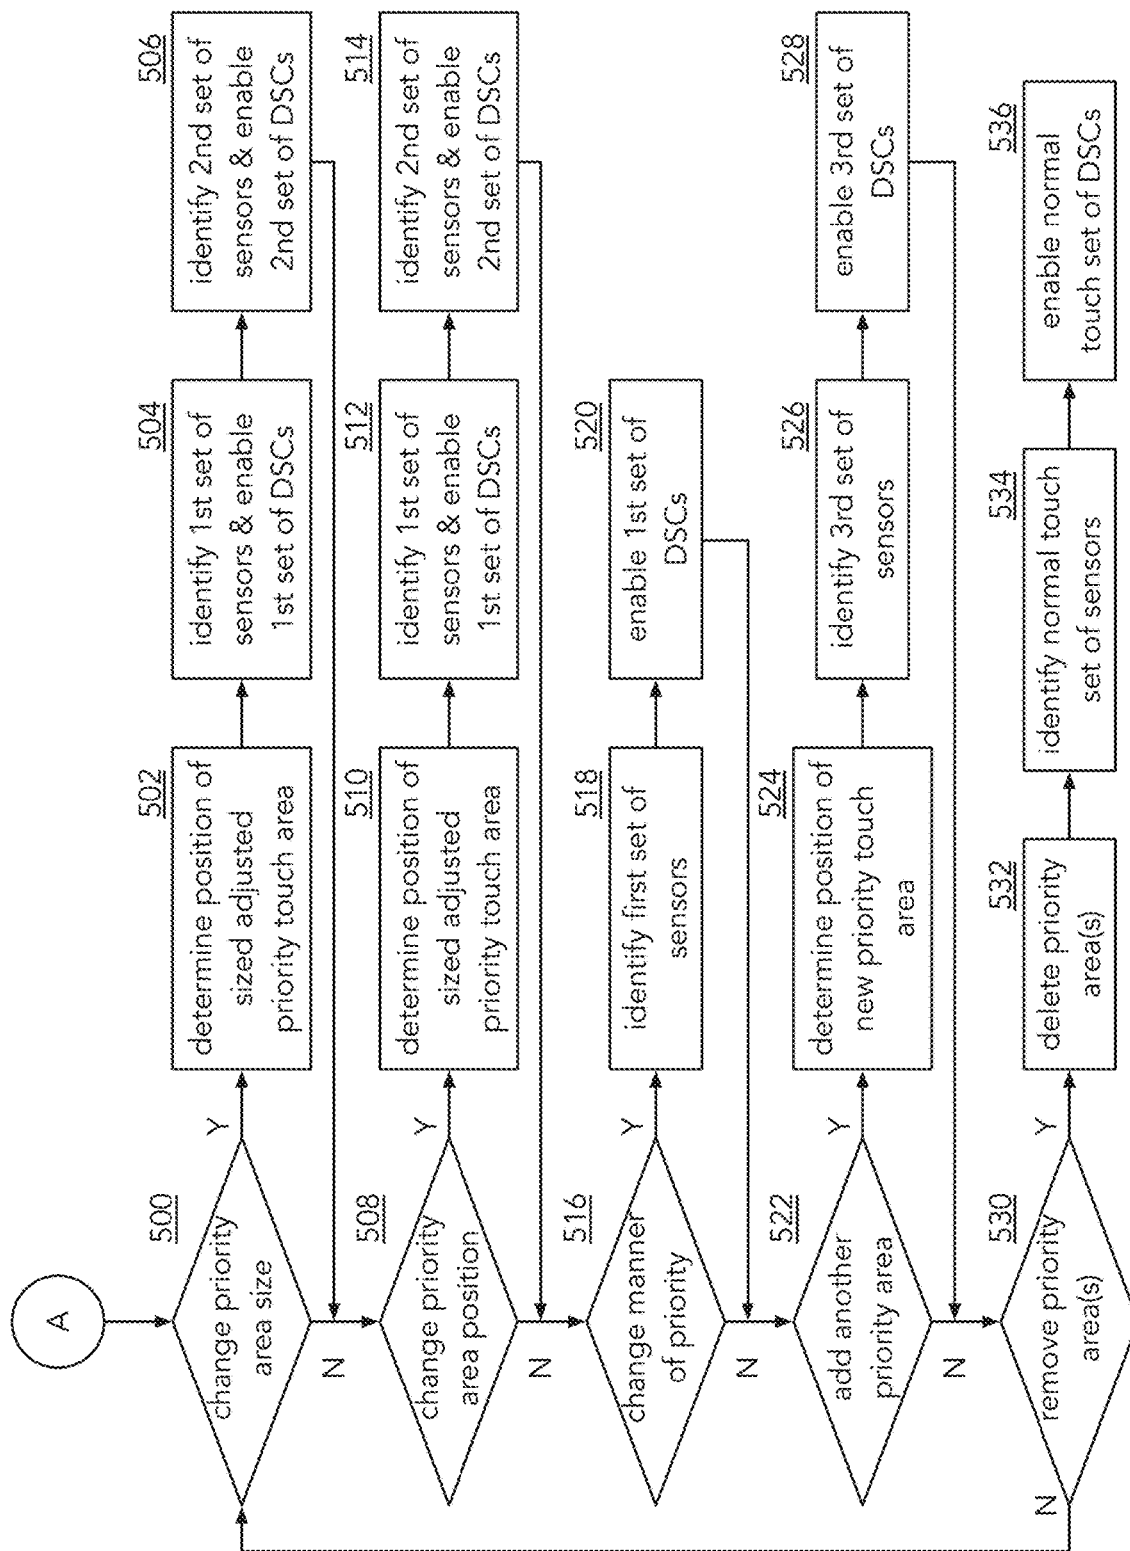 A
500
change priority
area size
Y
N
502
determine position of
sized adjusted
priority touch area
504
identify 1st set of
sensors & enable
1st set of DSCs
506
identify 2nd set of
sensors & enable
2nd set of DSCs
508
change priority
area position
Y
N
510
determine position of
sized adjusted
priority touch area
512
identify 1st set of
sensors & enable
1st set of DSCs
514
identify 2nd set of
sensors & enable
2nd set of DSCs
516
change manner
of priority
Y
N
518
identify first set of
sensors
520
enable 1st set of
DSCs
522
add another
priority area
Y
N
524
determine position of
new priority touch
area
526
identify 3rd set of
sensors
528
enable 3rd set of
DSCs
530
remove priority
area(s)
Y
N
532
delete priority
area(s)
534
identify normal touch
set of sensors
536
enable normal
touch set of DSCs